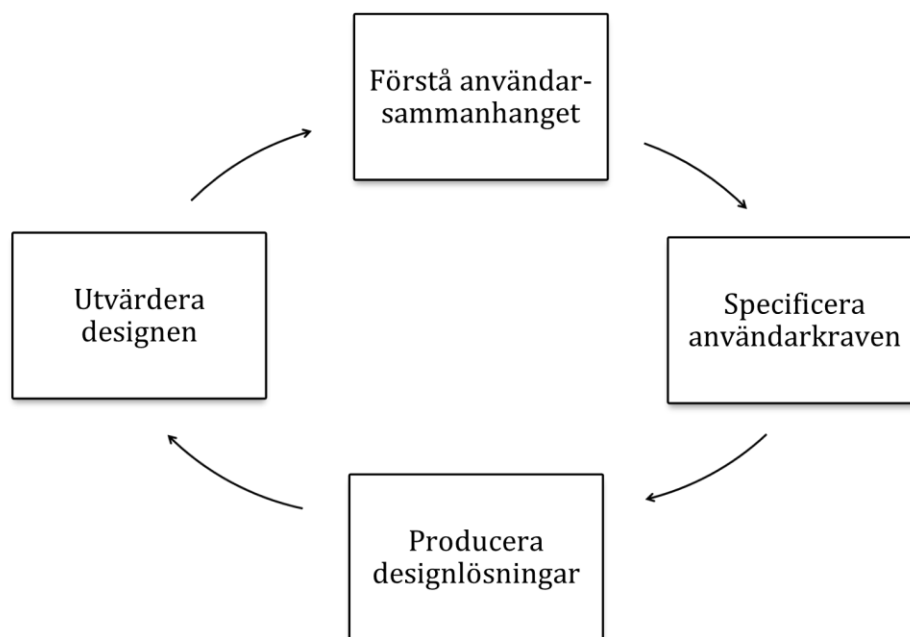 Förstå användar-
sammanhanget
Specificera
användarkraven
Producera
designlösningar
Utvärdera
designen